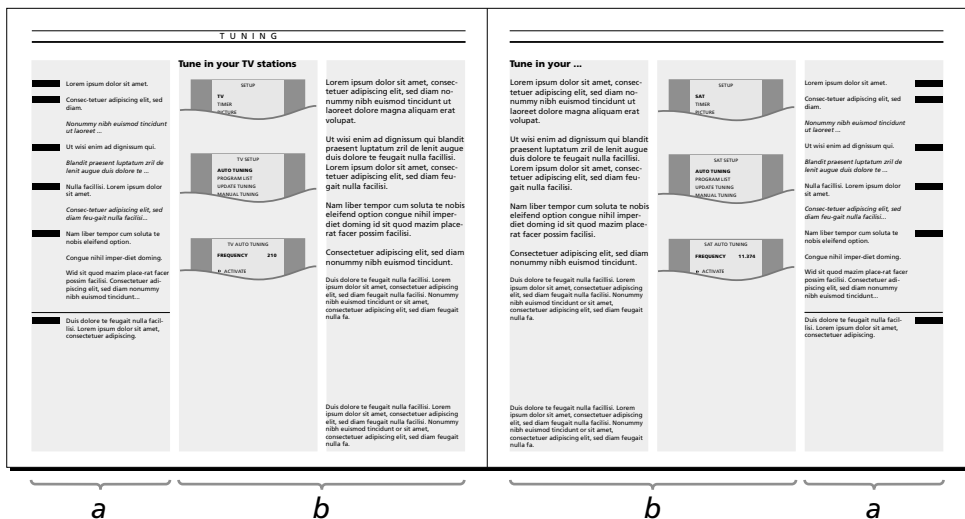 TUNING
Tune in your TV stations
Lorem ipsum dolor sit amet.
Consec-tetuer adipiscing elit, sed
diam.
Nonummy nibh euismod tincidunt
ut laoreet ...
Ut wisi enim ad dignissum qui.
Blandit praesent luptatum zril de
lenit augue duis dolore te ...
Nulla facillisi. Lorem ipsum dolor
sit amet.
Consec-tetuer adipiscing elit, sed
diam feu-gait nulla facilisi...
Nam liber tempor cum soluta te
nobis eleifend option.
Congue nihil imper-diet doming.
Wid sit quod mazim place-rat facer
possim facilisi. Consectetuer adi-
piscing elit, sed diam nonummy
nibh euismod tincidunt...
Duis dolore te feugait nulla facil-
lisi. Lorem ipsum dolor sit amet,
consectetuer adipiscing.
SETUP
TV
TIMER
PICTURE
TV SETUP
AUTO TUNING
PROGRAM LIST
UPDATE TUNING
MANUAL TUNING
TV AUTO TUNING
FREQUENCY 210
ACTIVATE
Lorem ipsum dolor sit amet, consec-
tetuer adipiscing elit, sed diam no-
nummy nibh euismod tincidunt ut
laoreet dolore magna aliquam erat
volupat.
Ut wisi enim ad dignissum qui blandit
praesent luptatum zril de lenit augue
duis dolore te feugait nulla facillisi.
Lorem ipsum dolor sit amet, consec-
tetuer adipiscing elit, sed diam feu-
gait nulla facilisi.
Nam liber tempor cum soluta te nobis
eleifend option congue nihil imper-
diet doming id sit quod mazim place-
rat facer possim facilisi.
Consectetuer adipiscing elit, sed diam
nonummy nibh euismod tincidunt.
Duis dolore te feugait nulla facillisi. Lorem
ipsum dolor sit amet, consectetuer adipiscing
elit, sed diam feugait nulla facilisi. Nonummy
nibh euismod tincidunt or sit amet,
consectetuer adipiscing elit, sed diam feugait
nulla fa.
Duis dolore te feugait nulla facillisi. Lorem
ipsum dolor sit amet, consectetuer adipiscing
elit, sed diam feugait nulla facilisi. Nonummy
nibh euismod tincidunt or sit amet,
consectetuer adipiscing elit, sed diam feugait
nulla fa.
Tune in your ...
Lorem ipsum dolor sit amet, consec-
tetuer adipiscing elit, sed diam no-
nummy nibh euismod tincidunt ut
laoreet dolore magna aliquam erat
volupat.
Ut wisi enim ad dignissum qui blandit
praesent luptatum zril de lenit augue
duis dolore te feugait nulla facillisi.
Lorem ipsum dolor sit amet, consec-
tetuer adipiscing elit, sed diam feu-
gait nulla facilisi.
Nam liber tempor cum soluta te nobis
eleifend option congue nihil imper-
diet doming id sit quod mazim place-
rat facer possim facilisi.
Consectetuer adipiscing elit, sed diam
nonummy nibh euismod tincidunt.
Duis dolore te feugait nulla facillisi. Lorem
ipsum dolor sit amet, consectetuer adipiscing
elit, sed diam feugait nulla facilisi. Nonummy
nibh euismod tincidunt or sit amet,
consectetuer adipiscing elit, sed diam feugait
nulla fa.
Duis dolore te feugait nulla facillisi. Lorem
ipsum dolor sit amet, consectetuer adipiscing
elit, sed diam feugait nulla facilisi. Nonummy
nibh euismod tincidunt or sit amet,
consectetuer adipiscing elit, sed diam feugait
nulla fa.
SETUP
SAT
TIMER
PICTURE
SAT SETUP
AUTO TUNING
PROGRAM LIST
UPDATE TUNING
MANUAL TUNING
SAT AUTO TUNING
FREQUENCY 11.374
ACTIVATE
Lorem ipsum dolor sit amet.
Consec-tetuer adipiscing elit, sed
diam.
Nonummy nibh euismod tincidunt
ut laoreet ...
Ut wisi enim ad dignissum qui.
Blandit praesent luptatum zril de
lenit augue duis dolore te ...
Nulla facillisi. Lorem ipsum dolor
sit amet.
Consec-tetuer adipiscing elit, sed
diam feu-gait nulla facilisi...
Nam liber tempor cum soluta te
nobis eleifend option.
Congue nihil imper-diet doming.
Wid sit quod mazim place-rat facer
possim facilisi. Consectetuer adi-
piscing elit, sed diam nonummy
nibh euismod tincidunt...
Duis dolore te feugait nulla facil-
lisi. Lorem ipsum dolor sit amet,
consectetuer adipiscing.
a
b
b
a